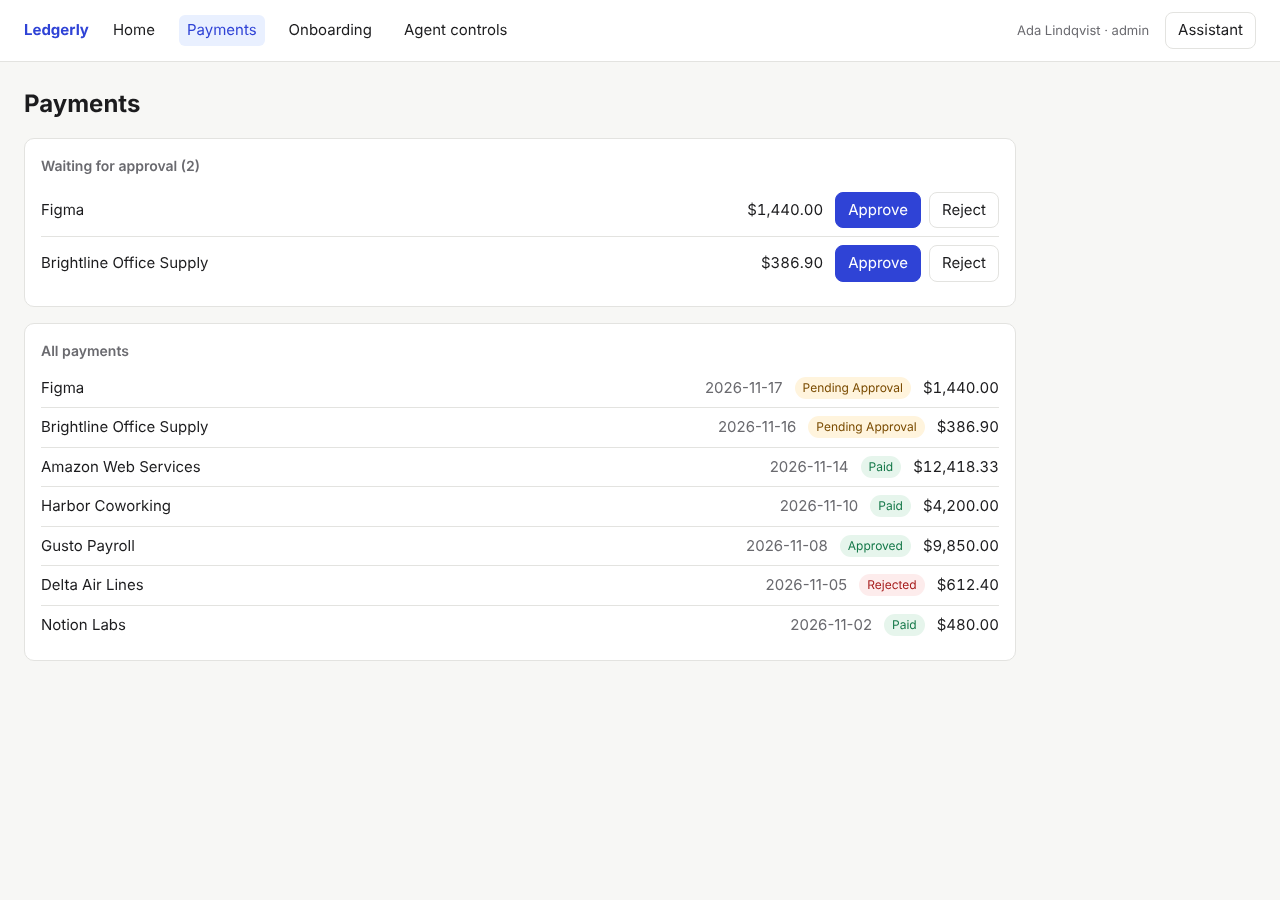 Ledgerly Home Payments Onboarding Agent controls Ada Lindqvist · admin Assistant
Payments
Waiting for approval (2)
Figma $1,440.00 Approve Reject
Brightline Office Supply $386.90 Approve Reject
All payments
Figma 2026-11-17 Pending Approval $1,440.00
Brightline Office Supply 2026-11-16 Pending Approval $386.90
Amazon Web Services 2026-11-14 Paid $12,418.33
Harbor Coworking 2026-11-10 Paid $4,200.00
Gusto Payroll 2026-11-08 Approved $9,850.00
Delta Air Lines 2026-11-05 Rejected $612.40
Notion Labs 2026-11-02 Paid $480.00